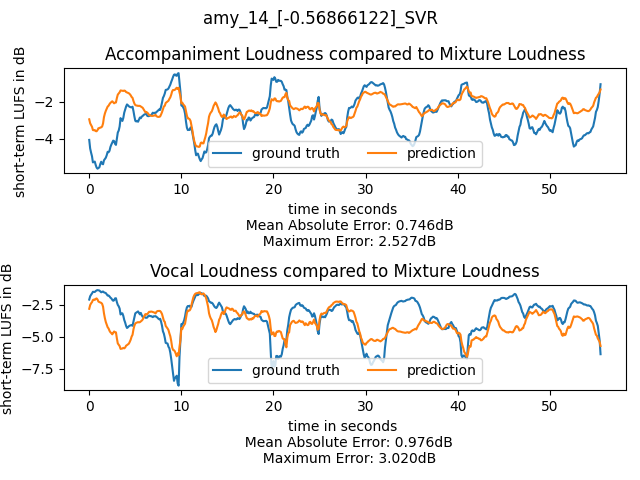 amy_14_[-0.56866122]_SVR
Accompaniment Loudness compared to Mixture Loudness
short-term LUFS in dB
−2
−4
ground truth
prediction
0 10 20 30 40 50
time in seconds
Mean Absolute Error: 0.746dB
Maximum Error: 2.527dB
Vocal Loudness compared to Mixture Loudness
short-term LUFS in dB
−2.5
−5.0
−7.5
ground truth
prediction
0 10 20 30 40 50
time in seconds
Mean Absolute Error: 0.976dB
Maximum Error: 3.020dB